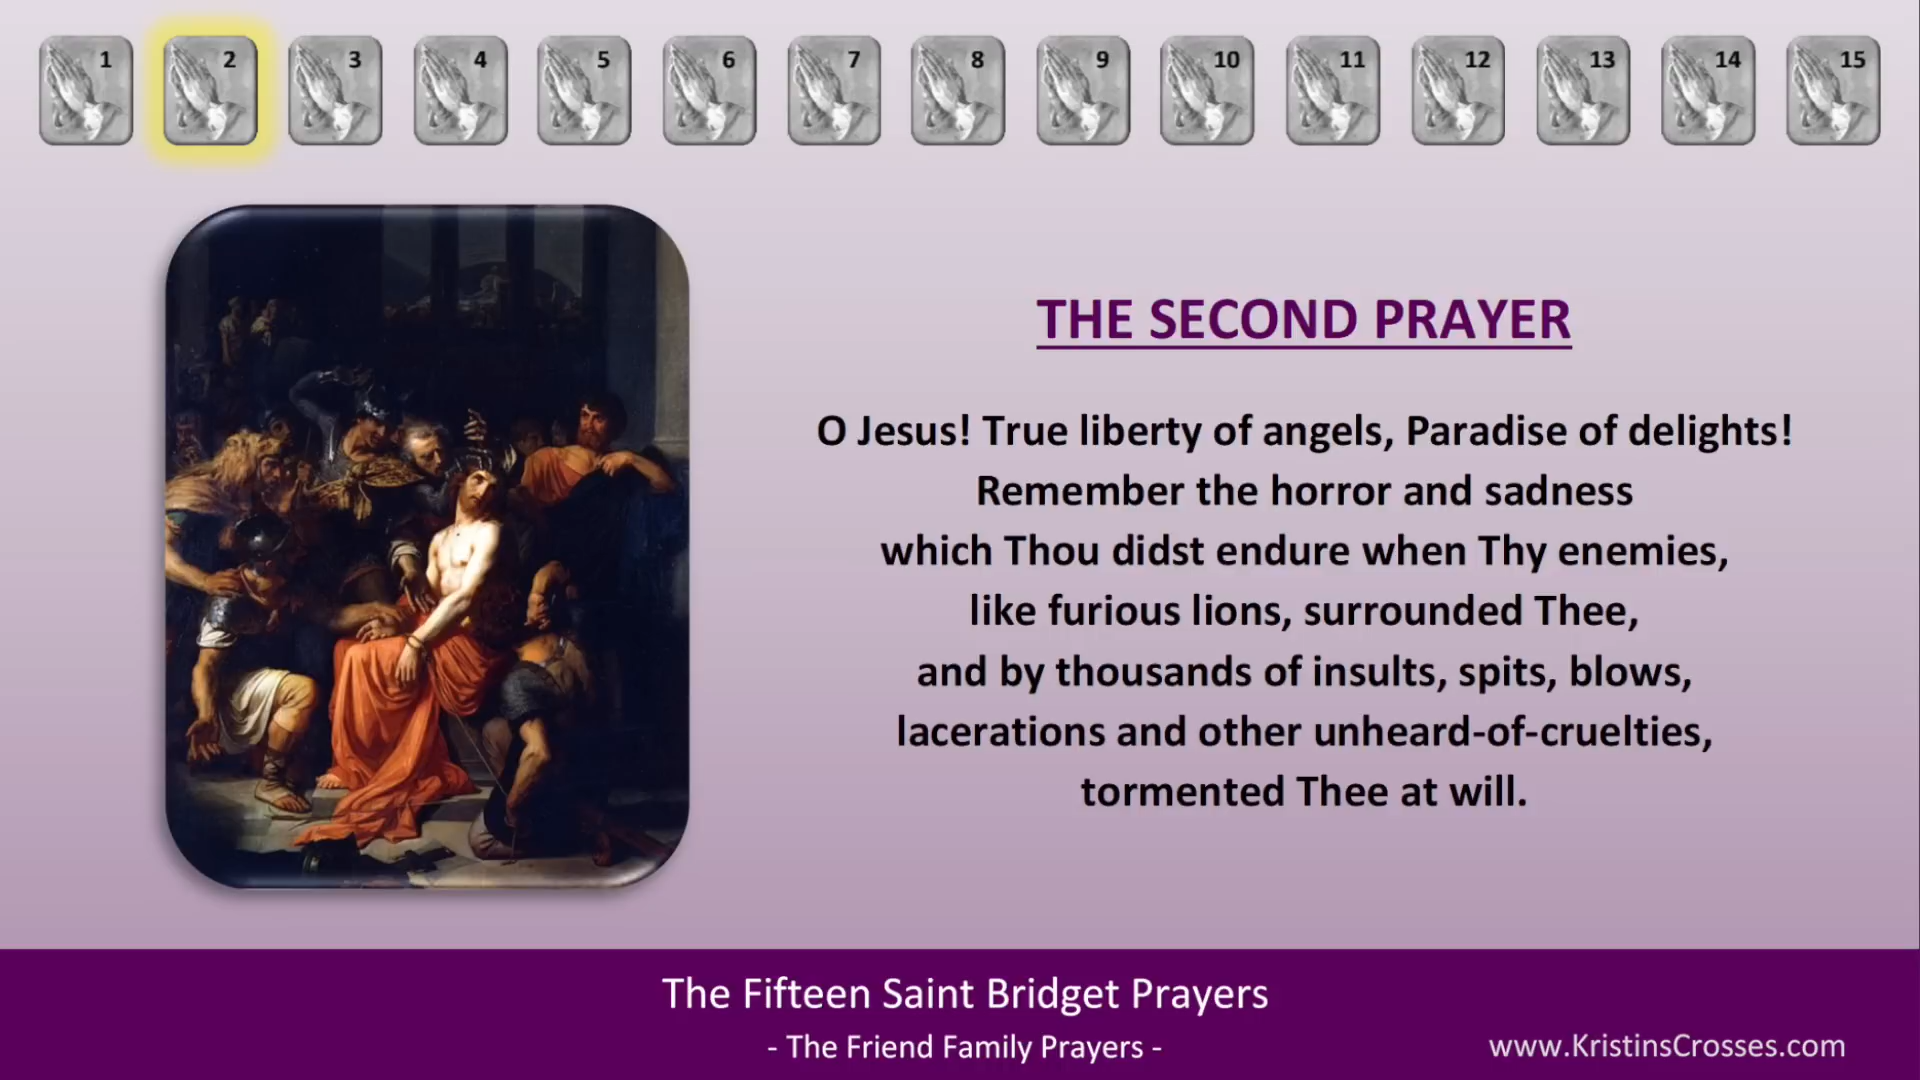 1 2 3 4 5 6 7 8 9 10 11 12 13 14 15
THE SECOND PRAYER
O Jesus! True liberty of angels, Paradise of delights!
Remember the horror and sadness
which Thou didst endure when Thy enemies,
like furious lions, surrounded Thee,
and by thousands of insults, spits, blows,
lacerations and other unheard-of-cruelties,
tormented Thee at will.
The Fifteen Saint Bridget Prayers
- The Friend Family Prayers -
www.KristinsCrosses.com